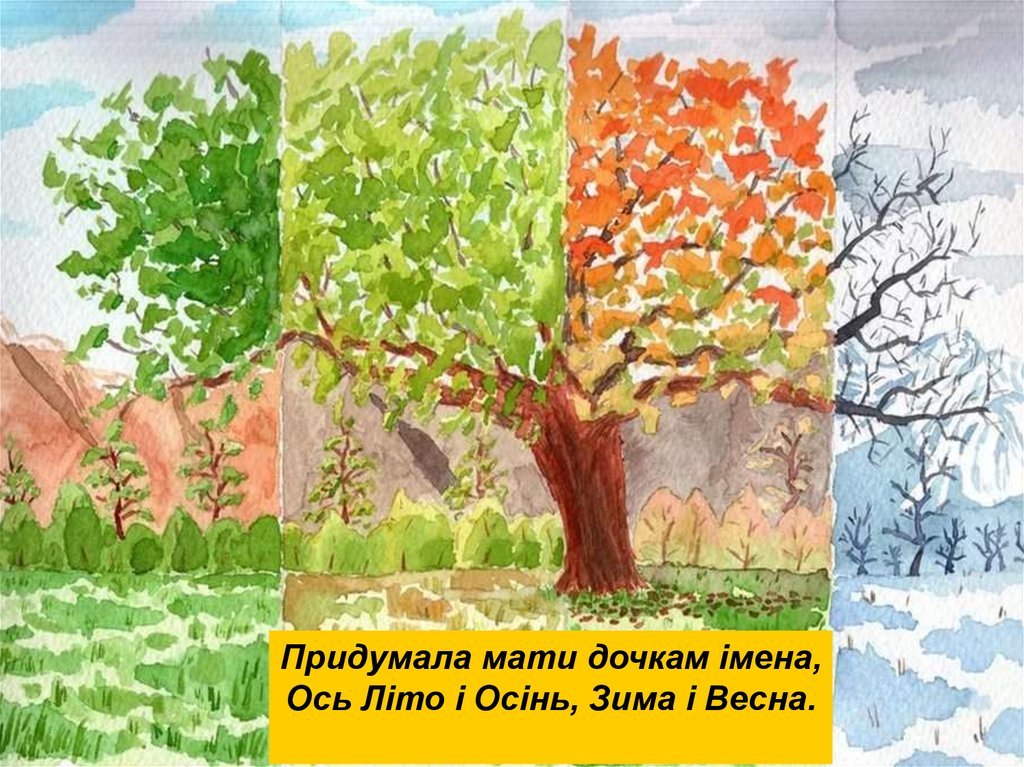 Придумала мати дочкам імена,
Ось Літо і Осінь, Зима і Весна.